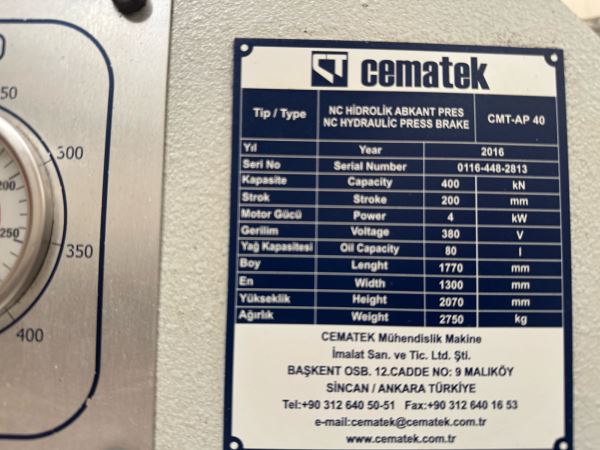 cematek
Tip / Type NC HİDROLİK ABKANT PRES NC HYDRAULIC PRESS BRAKE CMT-AP 40
Yıl Year 2016
Seri No Serial Number 0116-448-2813
Kapasite Capacity 400 kN
Strok Stroke 200 mm
Motor Gücü Power 4 kW
Gerilim Voltage 380 V
Yağ Kapasitesi Oil Capacity 80 l
Boy Lenght 1770 mm
En Width 1300 mm
Yükseklik Height 2070 mm
Ağırlık Weight 2750 kg
CEMATEK Mühendislik Makine
İmalat San. ve Tic. Ltd. Şti.
BAŞKENT OSB. 12.CADDE NO: 9 MALIKÖY
SİNCAN / ANKARA TÜRKİYE
Tel:+90 312 640 50-51 Fax:+90 312 640 16 53
e-mail:cematek@cematek.com.tr
www.cematek.com.tr
300
350
400
200
250